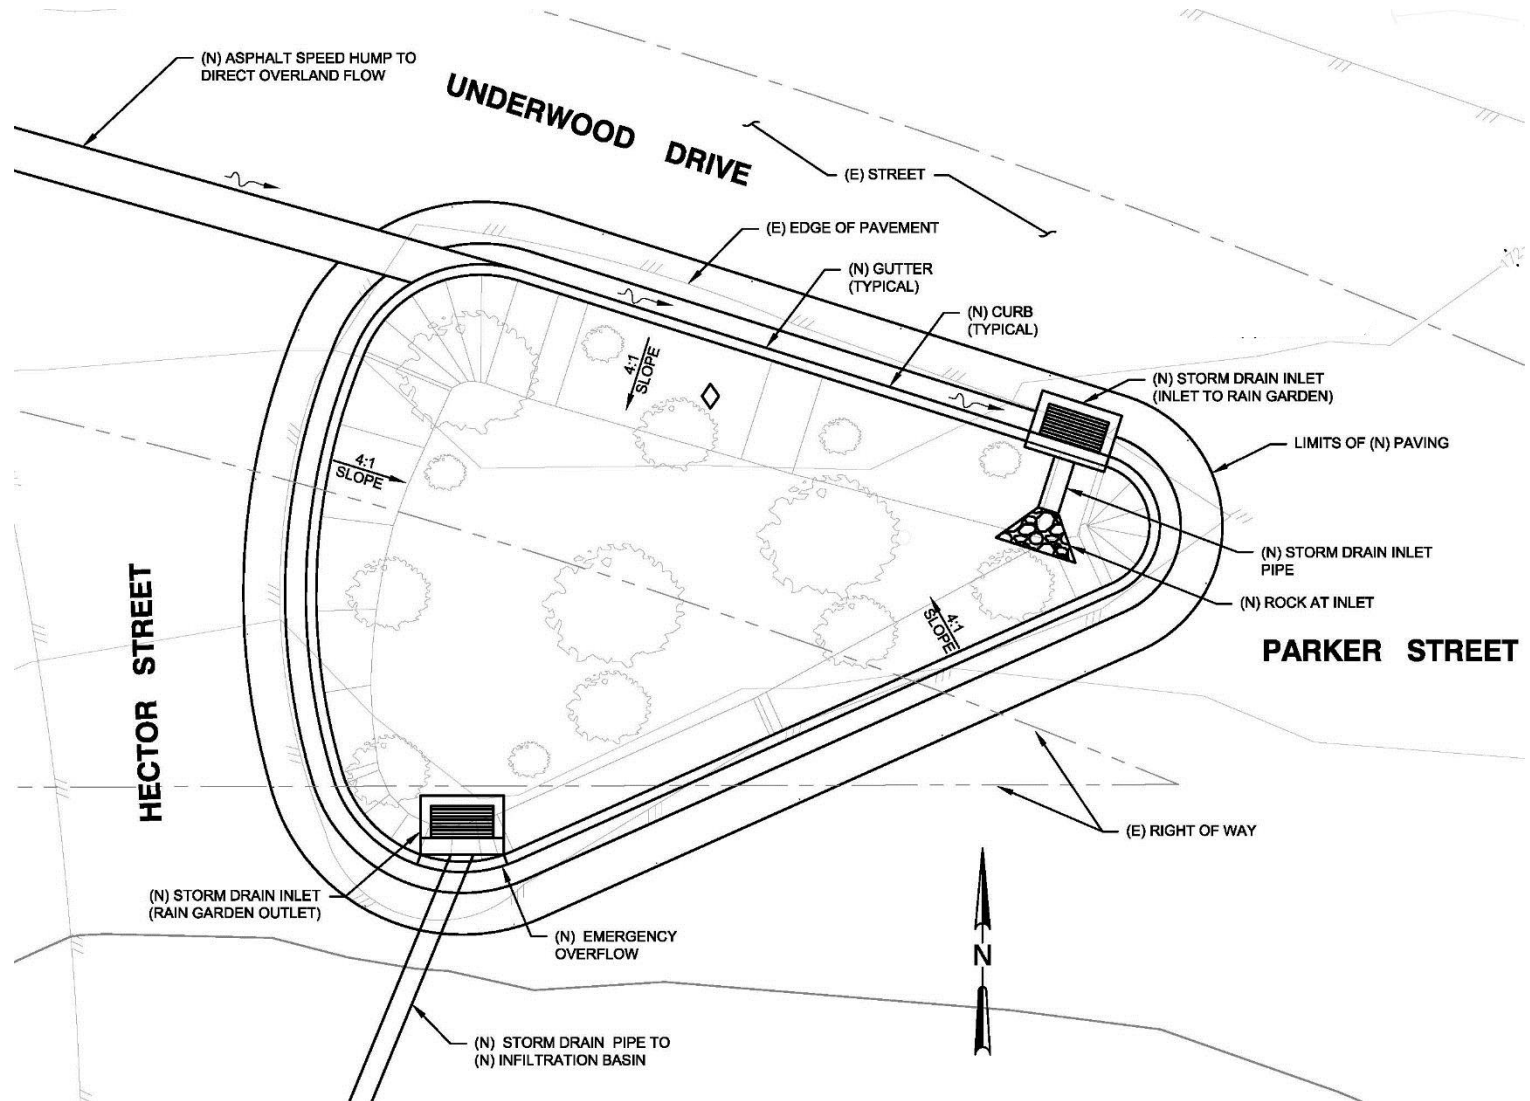 (N) ASPHALT SPEED HUMP TO
DIRECT OVERLAND FLOW
UNDERWOOD DRIVE
(E) STREET
(E) EDGE OF PAVEMENT
(N) GUTTER
(TYPICAL)
(N) CURB
(TYPICAL)
4:1
SLOPE
(N) STORM DRAIN INLET
(INLET TO RAIN GARDEN)
LIMITS OF (N) PAVING
4:1
SLOPE
(N) STORM DRAIN INLET
PIPE
(N) ROCK AT INLET
4:1
SLOPE
PARKER STREET
HECTOR STREET
(E) RIGHT OF WAY
(N) STORM DRAIN INLET
(RAIN GARDEN OUTLET)
(N) EMERGENCY
OVERFLOW
N
(N) STORM DRAIN PIPE TO
(N) INFILTRATION BASIN